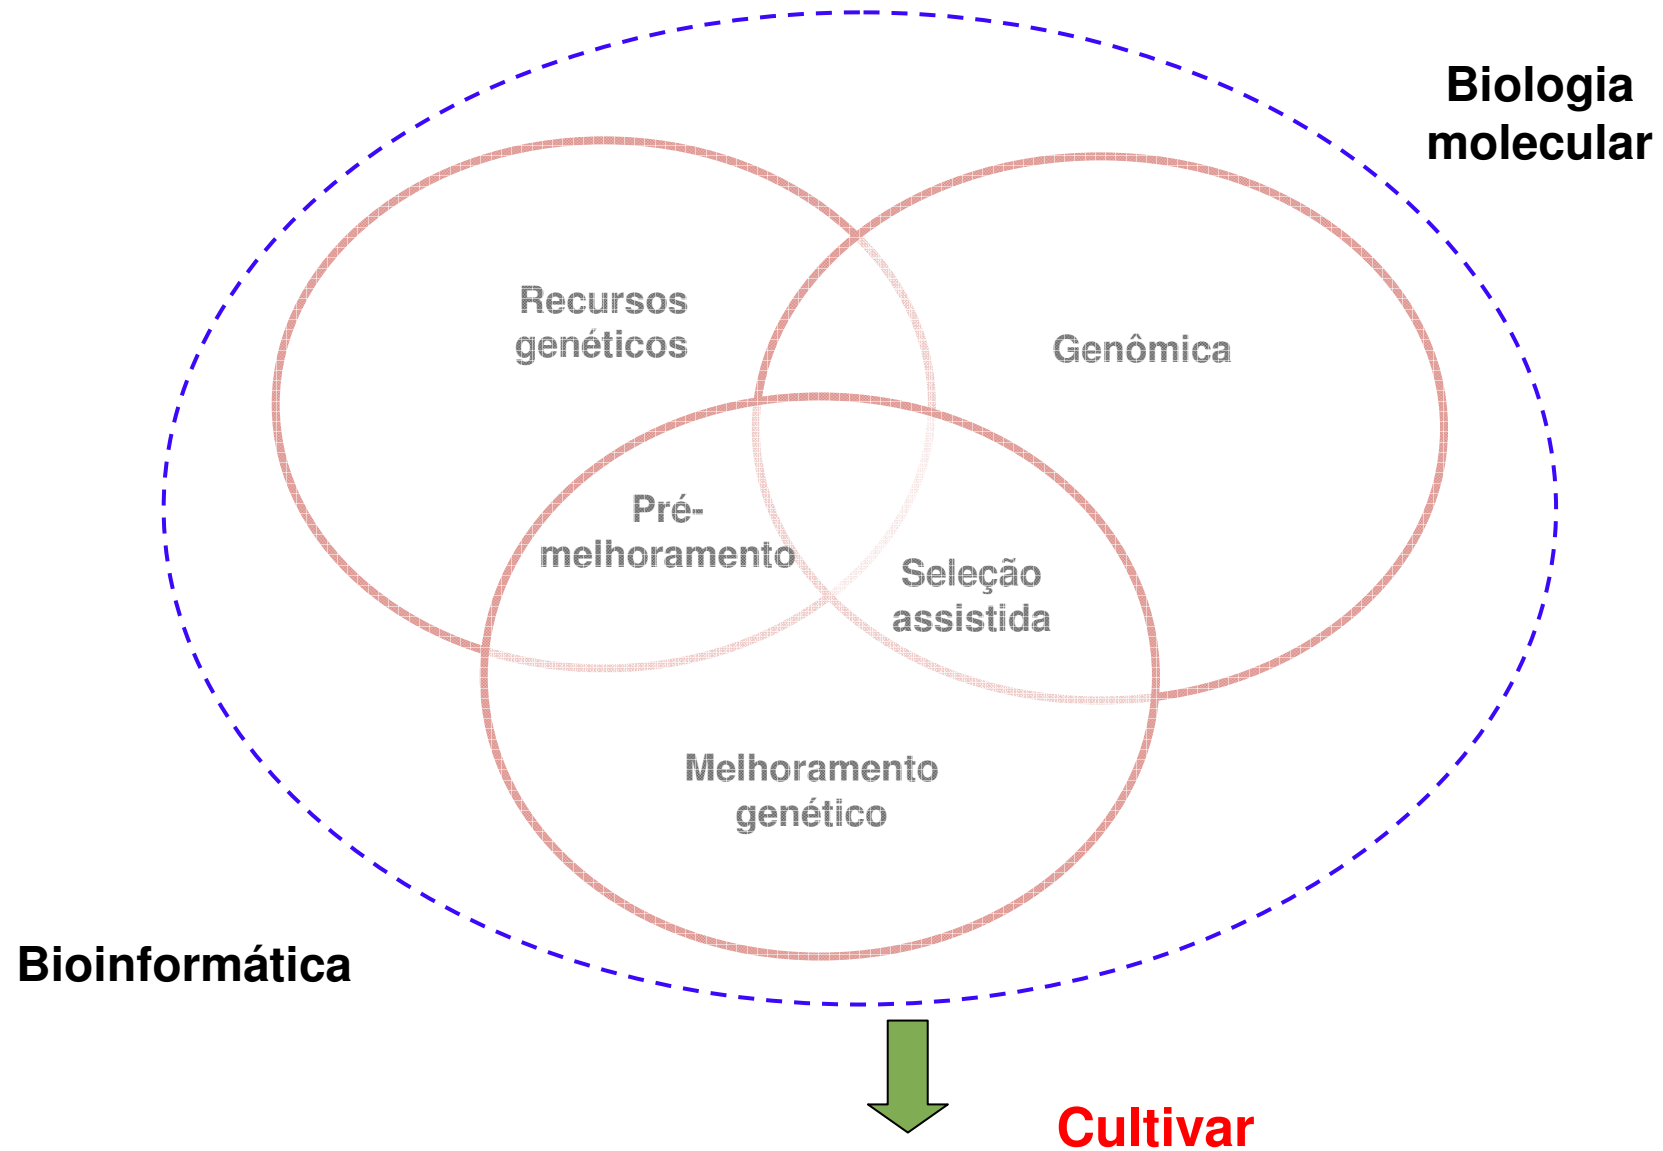 Biologia
molecular
Recursos
genéticos
Genômica
Pré-
melhoramento
Seleção
assistida
Melhoramento
genético
Bioinformática
Cultivar